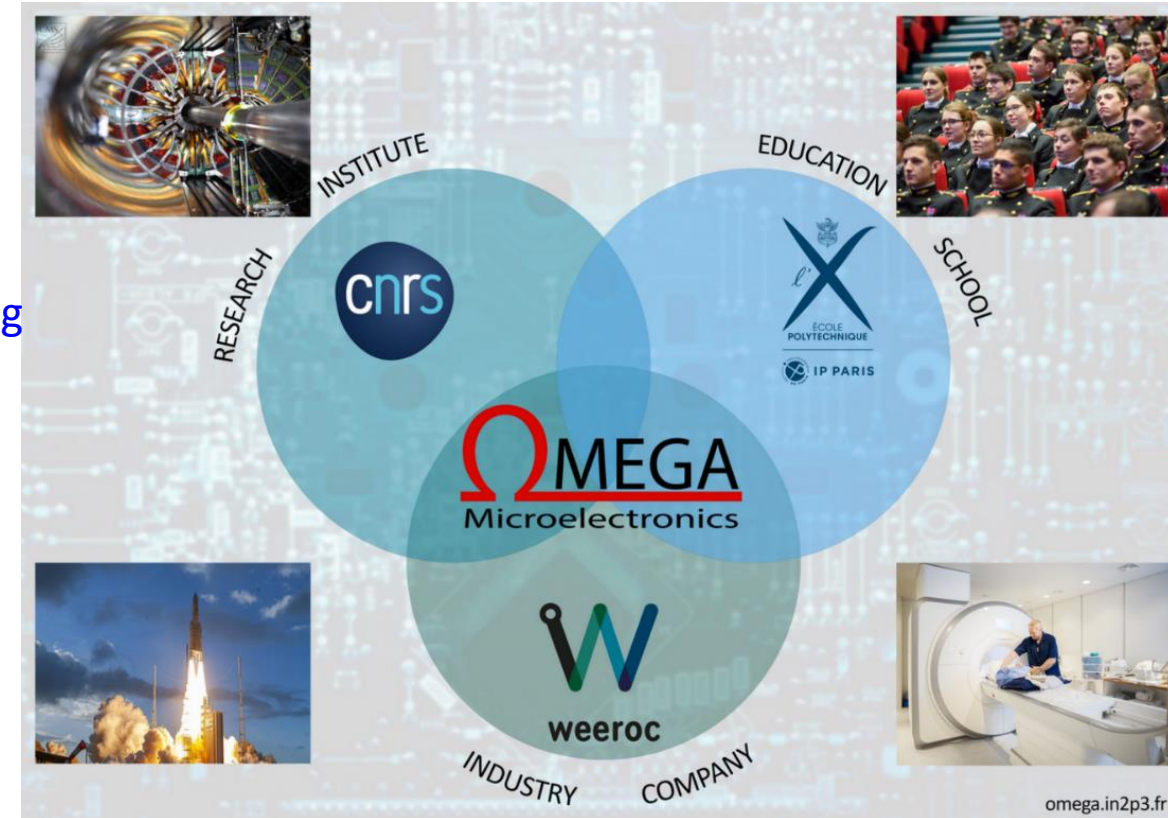 g
RESEARCH INSTITUTE
EDUCATION SCHOOL
cnrs
l'X
ÉCOLE
POLYTECHNIQUE
IP PARIS
ΩMEGA
Microelectronics
weeroc
INDUSTRY COMPANY
omega.in2p3.fr